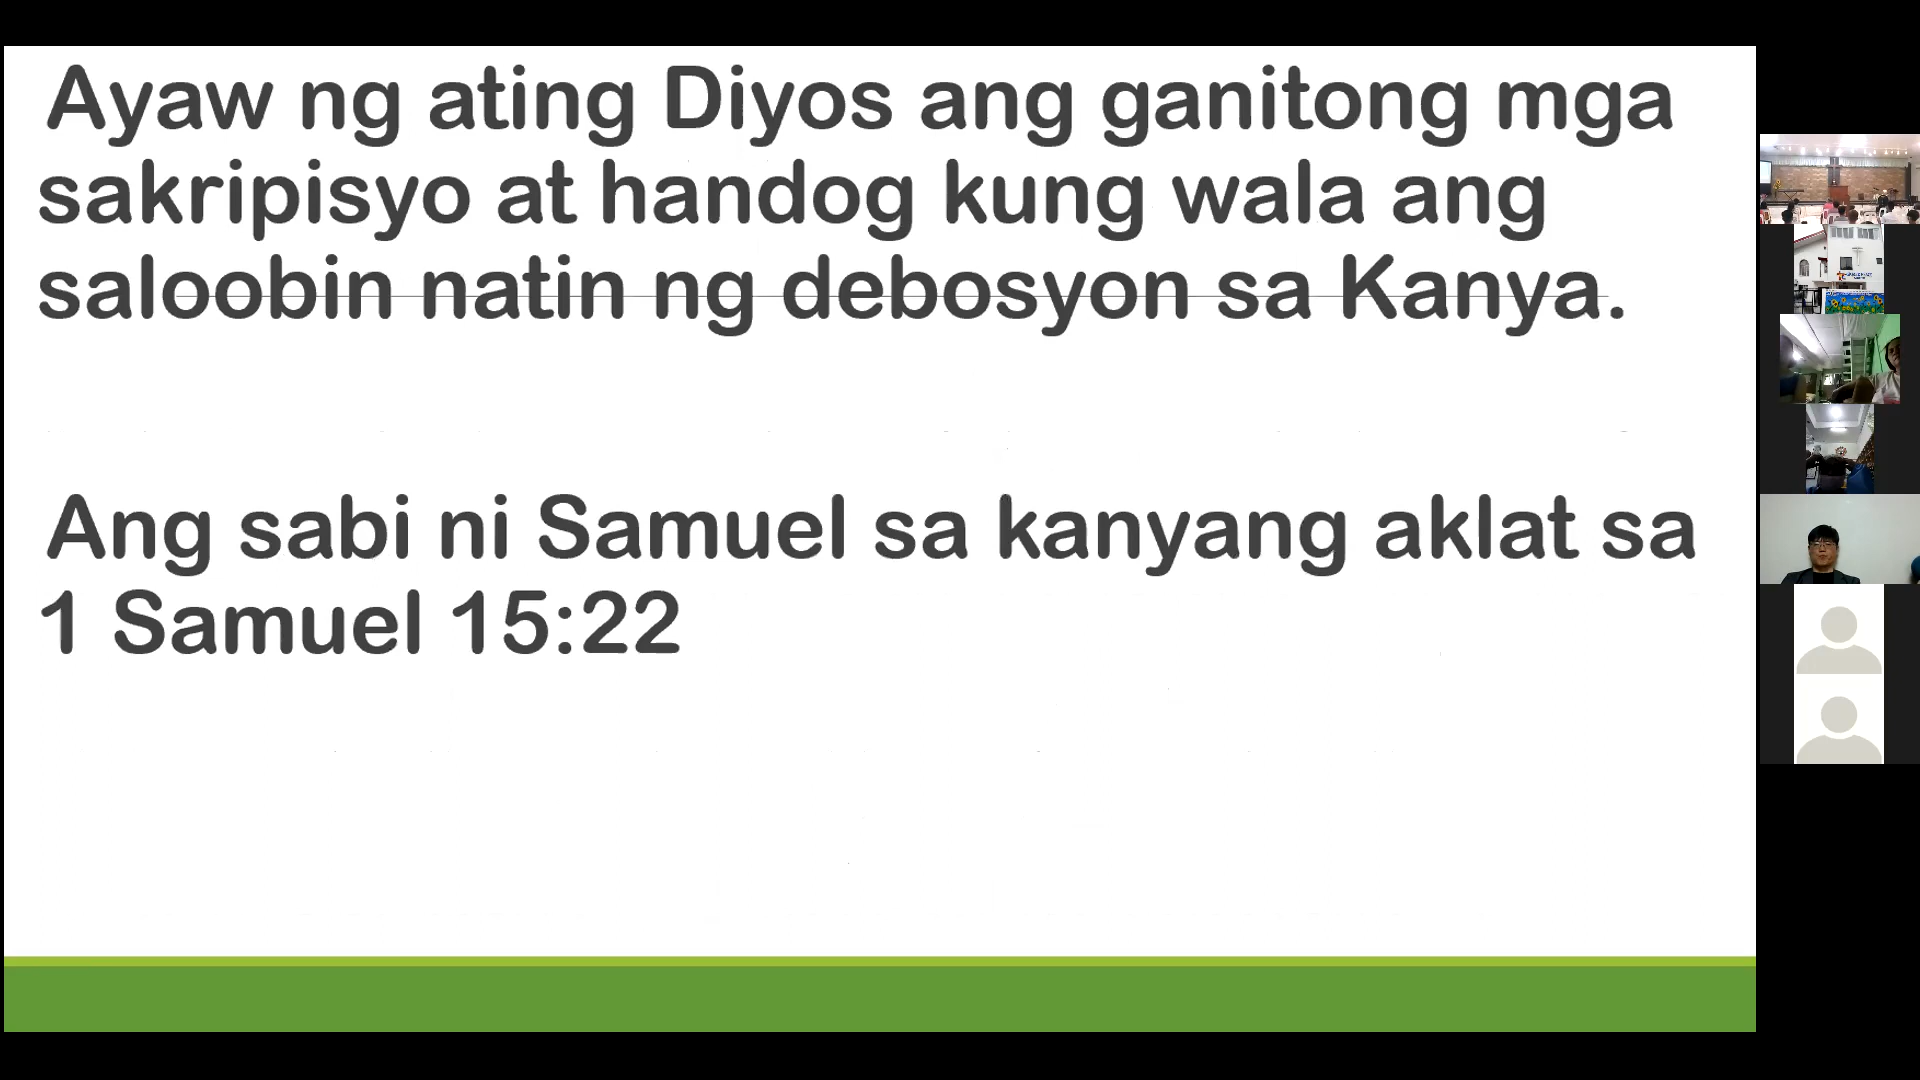 Ayaw ng ating Diyos ang ganitong mga
sakripisyo at handog kung wala ang
saloobin natin ng debosyon sa Kanya.
Ang sabi ni Samuel sa kanyang aklat sa
1 Samuel 15:22